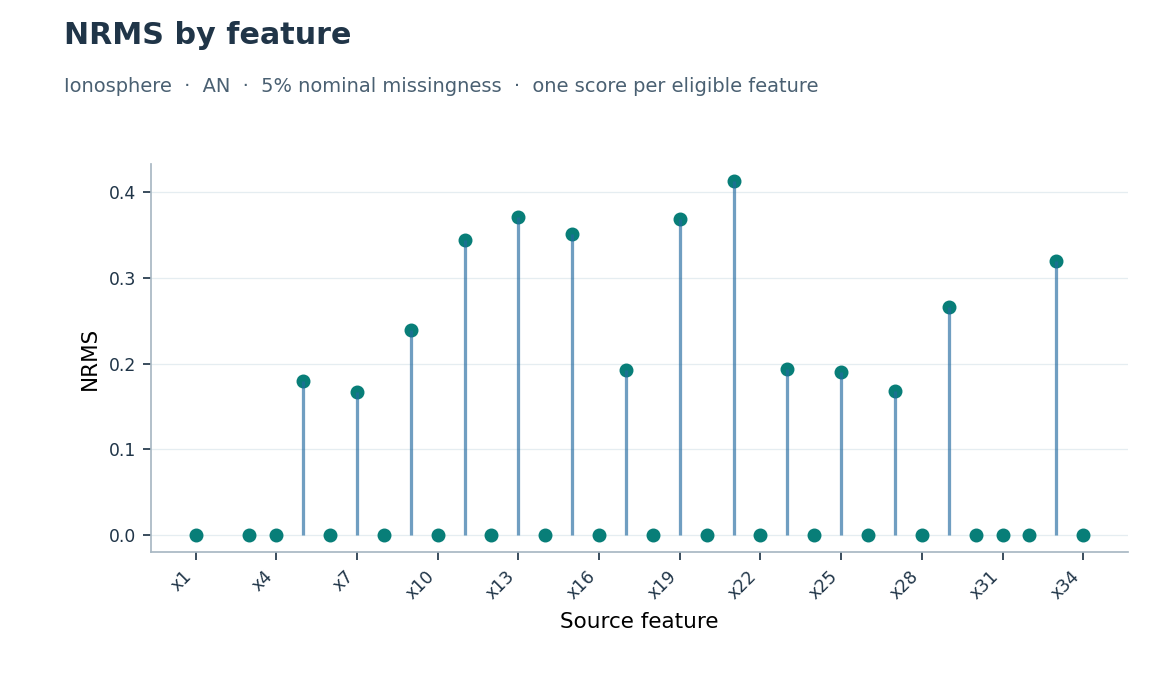 NRMS by feature
Ionosphere · AN · 5% nominal missingness · one score per eligible feature
0.4
0.3
0.2
0.1
0.0
NRMS
x1 x4 x7 x10 x13 x16 x19 x22 x25 x28 x31 x34
Source feature